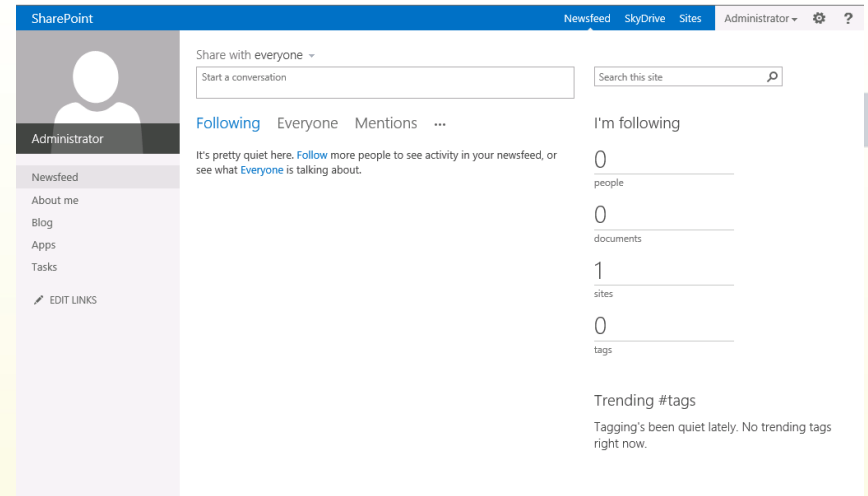 SharePoint
Newsfeed SkyDrive Sites Administrator ?
Administrator
Newsfeed
About me
Blog
Apps
Tasks
EDIT LINKS
Share with everyone
Start a conversation
Following Everyone Mentions ...
It's pretty quiet here. Follow more people to see activity in your newsfeed, or
see what Everyone is talking about.
Search this site
I'm following
0
people
0
documents
1
sites
0
tags
Trending #tags
Tagging's been quiet lately. No trending tags
right now.